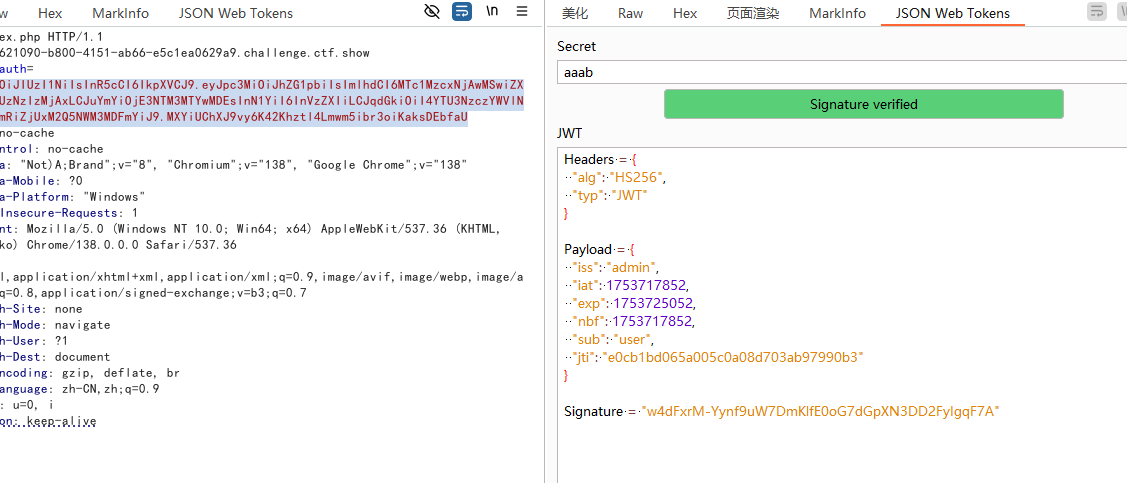 w Hex MarkInfo JSON Web Tokens
\n
ex.php HTTP/1.1
621090-b800-4151-ab66-e5c1ea0629a9.challenge.ctf.show
auth=
no-cache
ntrol: no-cache
a: "Not)A;Brand";v="8", "Chromium";v="138", "Google Chrome";v="138"
a-Mobile: ?0
a-Platform: "Windows"
-Insecure-Requests: 1
nt: Mozilla/5.0 (Windows NT 10.0; Win64; x64) AppleWebKit/537.36 (KHTML,
ko) Chrome/138.0.0.0 Safari/537.36
l,application/xhtml+xml,application/xml;q=0.9,image/avif,image/webp,image/a
q=0.8,application/signed-exchange;v=b3;q=0.7
h-Site: none
h-Mode: navigate
h-User: ?1
h-Dest: document
ncoding: gzip, deflate, br
anguage: zh-CN,zh;q=0.9
: u=0, i
on: keep-alive
美化 Raw Hex 页面渲染 MarkInfo JSON Web Tokens
Secret
aaab
Signature verified
JWT
Headers = {
"alg": "HS256",
"typ": "JWT"
}
Payload = {
"iss": "admin",
"iat": 1753717852,
"exp": 1753725052,
"nbf": 1753717852,
"sub": "user",
"jti": "e0cb1bd065a005c0a08d703ab97990b3"
}
Signature =